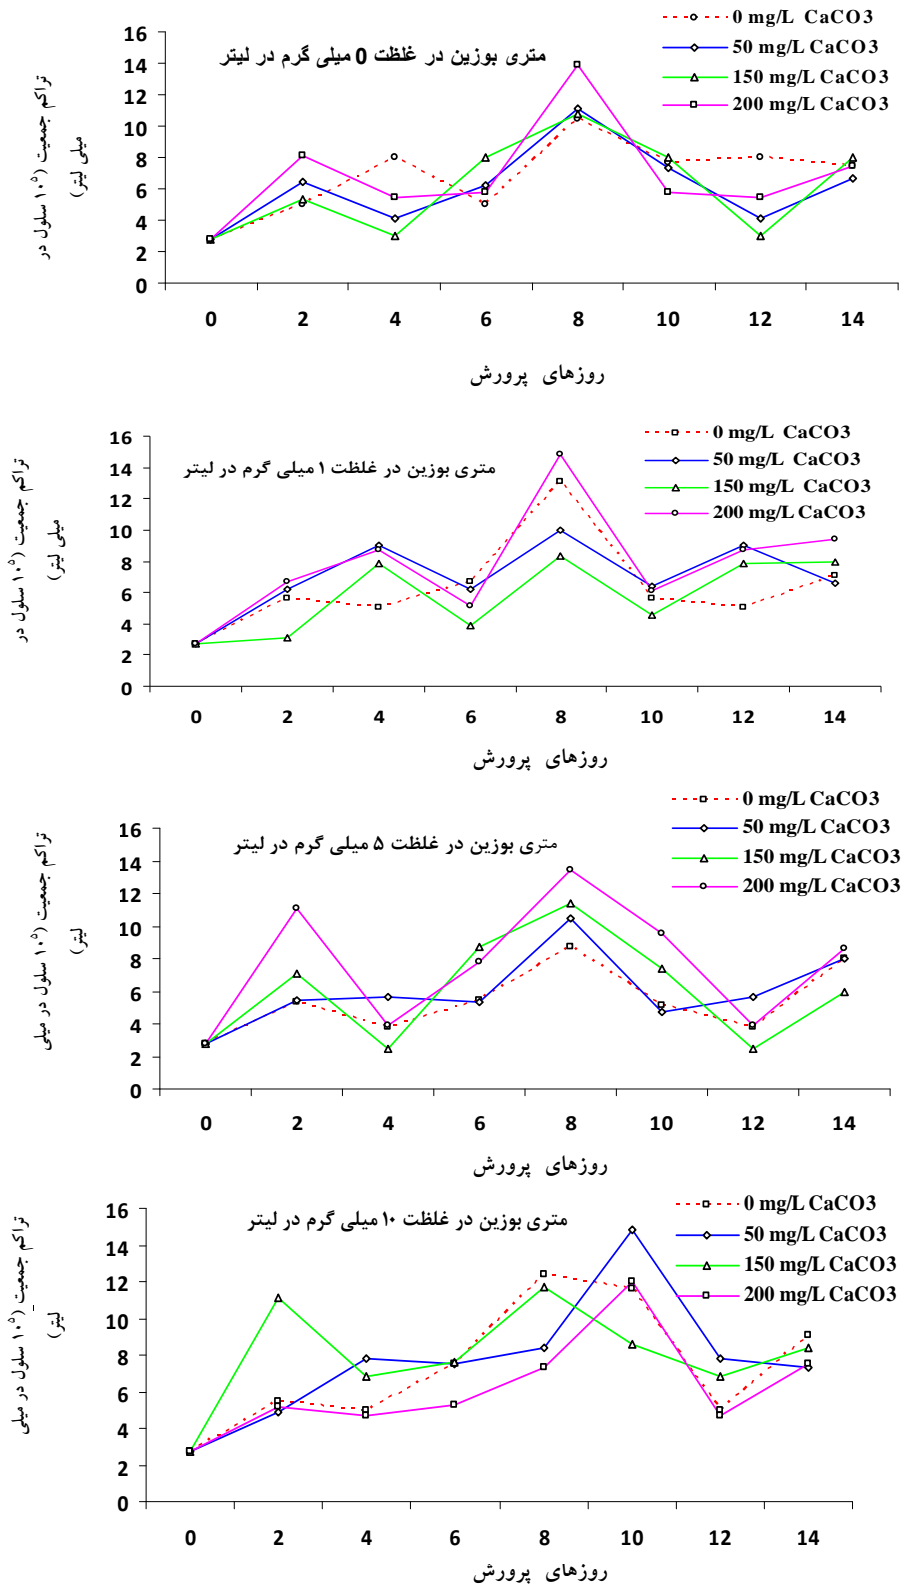 متری بوزین در غلظت 0 میلی گرم در لیتر
0 mg/L CaCO3
50 mg/L CaCO3
150 mg/L CaCO3
200 mg/L CaCO3
تراکم جمعیت (۱۰^۵ سلول در
میلی لیتر)
16
14
12
10
8
6
4
2
0
0 2 4 6 8 10 12 14
روزهای پرورش
متری بوزین در غلظت ۱ میلی گرم در لیتر
0 mg/L CaCO3
50 mg/L CaCO3
150 mg/L CaCO3
200 mg/L CaCO3
تراکم جمعیت (۱۰^۵ سلول در
میلی لیتر)
16
14
12
10
8
6
4
2
0
0 2 4 6 8 10 12 14
روزهای پرورش
متری بوزین در غلظت ۵ میلی گرم در لیتر
0 mg/L CaCO3
50 mg/L CaCO3
150 mg/L CaCO3
200 mg/L CaCO3
تراکم جمعیت (۱۰^۵ سلول در میلی
لیتر)
16
14
12
10
8
6
4
2
0
0 2 4 6 8 10 12 14
روزهای پرورش
متری بوزین در غلظت ۱۰ میلی گرم در لیتر
0 mg/L CaCO3
50 mg/L CaCO3
150 mg/L CaCO3
200 mg/L CaCO3
تراکم جمعیت (۱۰^۵ سلول در میلی
لیتر)
16
14
12
10
8
6
4
2
0
0 2 4 6 8 10 12 14
روزهای پرورش